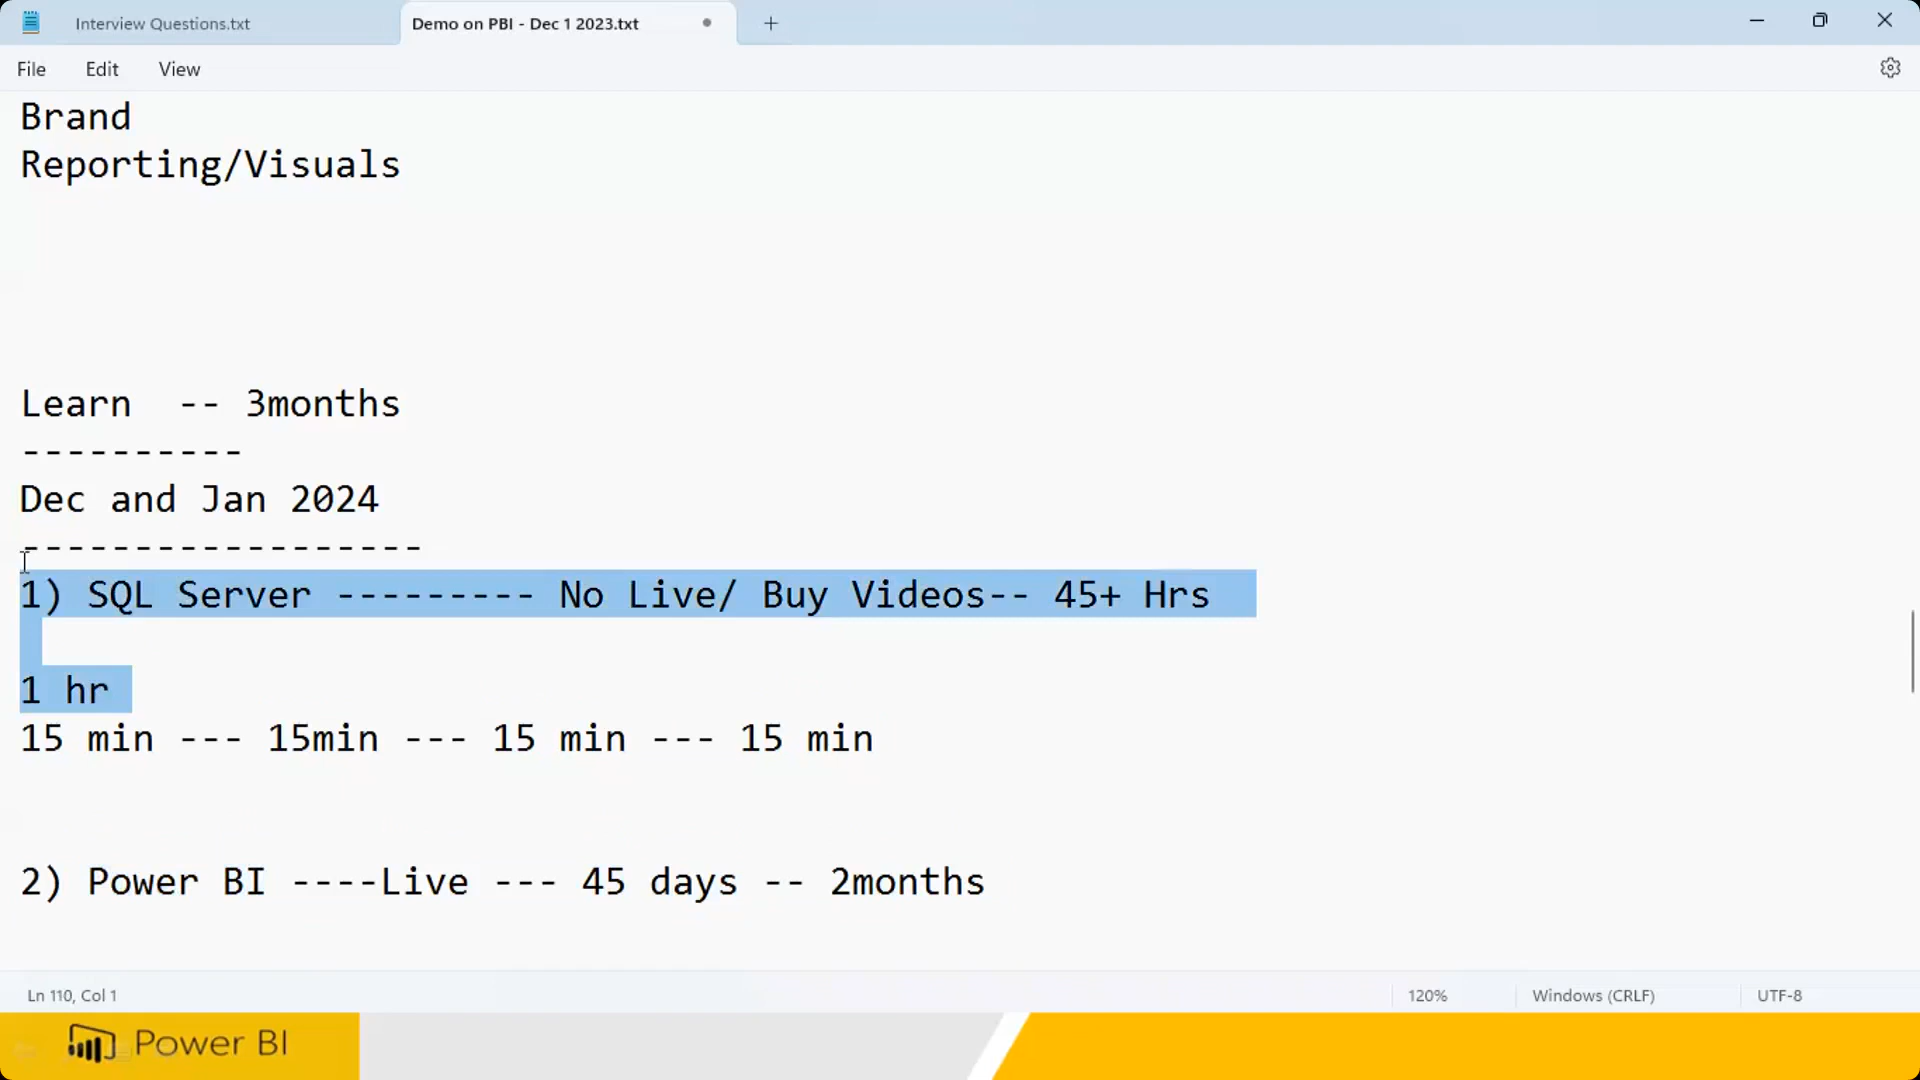 Interview Questions.txt
Demo on PBI - Dec 1 2023.txt
File Edit View
Brand
Reporting/Visuals
Learn  -- 3months
----------
Dec and Jan 2024
------------------
1) SQL Server --------- No Live/ Buy Videos-- 45+ Hrs
1 hr
15 min --- 15min --- 15 min --- 15 min
2) Power BI ----Live --- 45 days -- 2months
Ln 110, Col 1 120% Windows (CRLF) UTF-8
Power BI